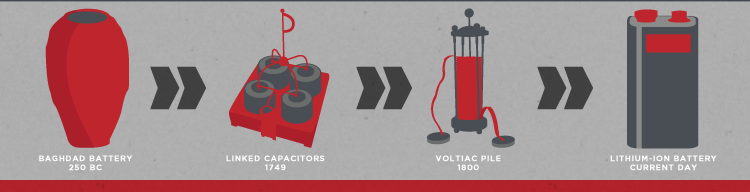 BAGHDAD BATTERY
250 BC
LINKED CAPACITORS
1749
VOLTIAC PILE
1800
LITHIUM-ION BATTERY
CURRENT DAY